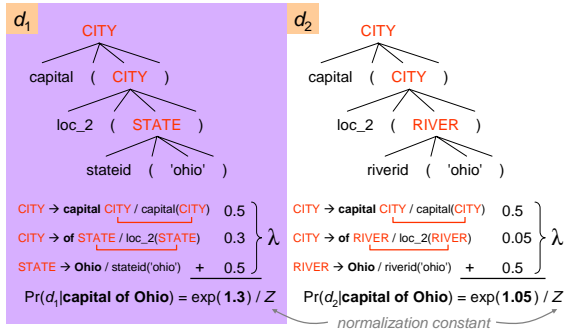 d1
CITY
capital ( CITY )
loc_2 ( STATE )
stateid ( 'ohio' )
CITY → capital CITY / capital(CITY) 0.5
CITY → of STATE / loc_2(STATE) 0.3
STATE → Ohio / stateid('ohio') + 0.5
λ
Pr(d1|capital of Ohio) = exp(1.3) / Z
d2
CITY
capital ( CITY )
loc_2 ( RIVER )
riverid ( 'ohio' )
CITY → capital CITY / capital(CITY) 0.5
CITY → of RIVER / loc_2(RIVER) 0.05
RIVER → Ohio / riverid('ohio') + 0.5
λ
Pr(d2|capital of Ohio) = exp(1.05) / Z
normalization constant